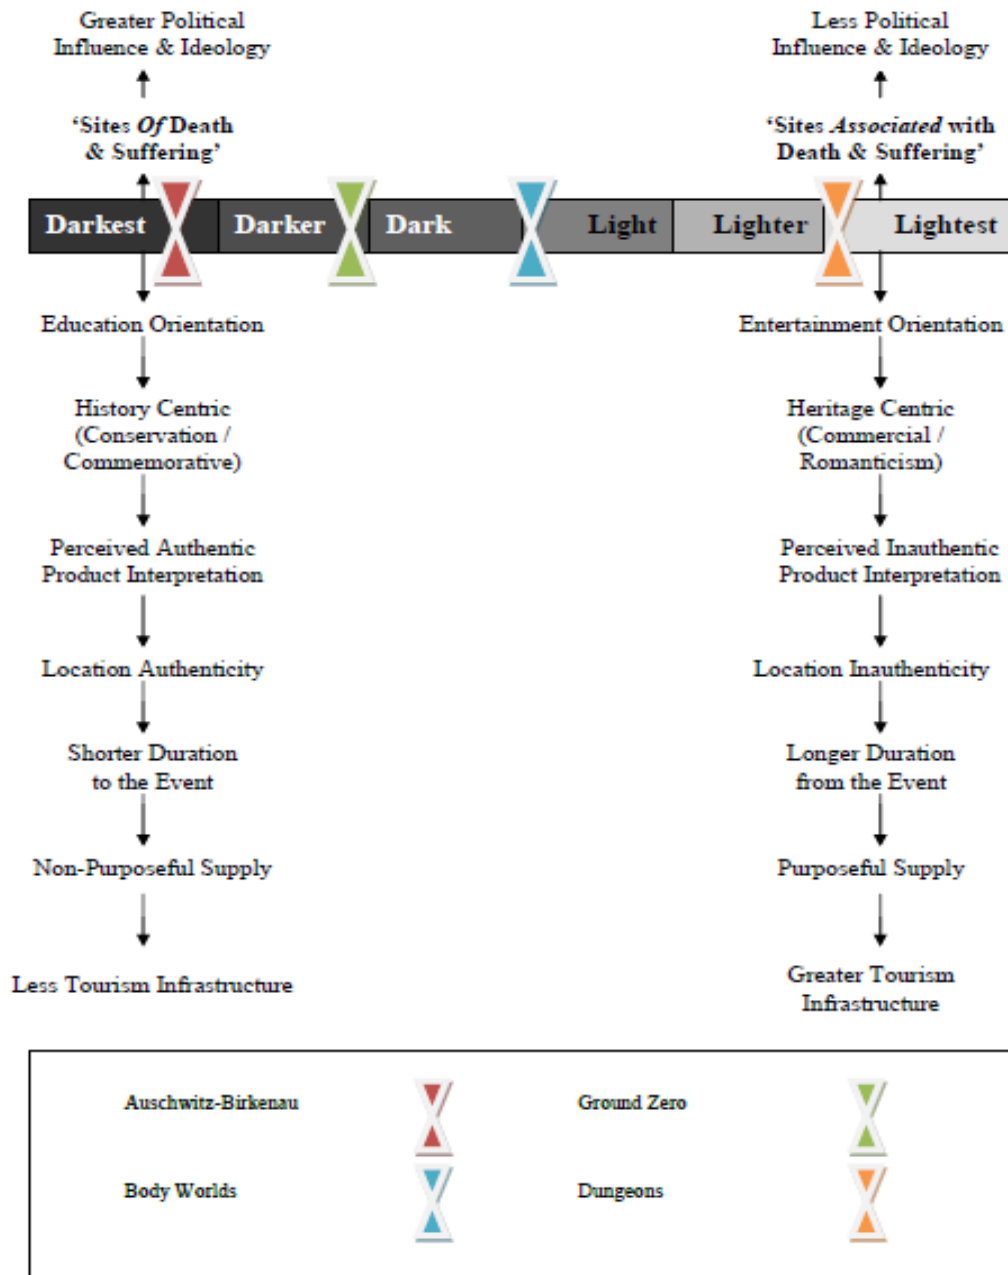 Greater Political
Influence & Ideology
Less Political
Influence & Ideology
‘Sites Of Death
& Suffering’
‘Sites Associated with
Death & Suffering’
Darkest
Darker
Dark
Light
Lighter
Lightest
Education Orientation
Entertainment Orientation
History Centric
(Conservation /
Commemorative)
Heritage Centric
(Commercial /
Romanticism)
Perceived Authentic
Product Interpretation
Perceived Inauthentic
Product Interpretation
Location Authenticity
Location Inauthenticity
Shorter Duration
to the Event
Longer Duration
from the Event
Non-Purposeful Supply
Purposeful Supply
Less Tourism Infrastructure
Greater Tourism
Infrastructure
Auschwitz-Birkenau
Ground Zero
Body Worlds
Dungeons